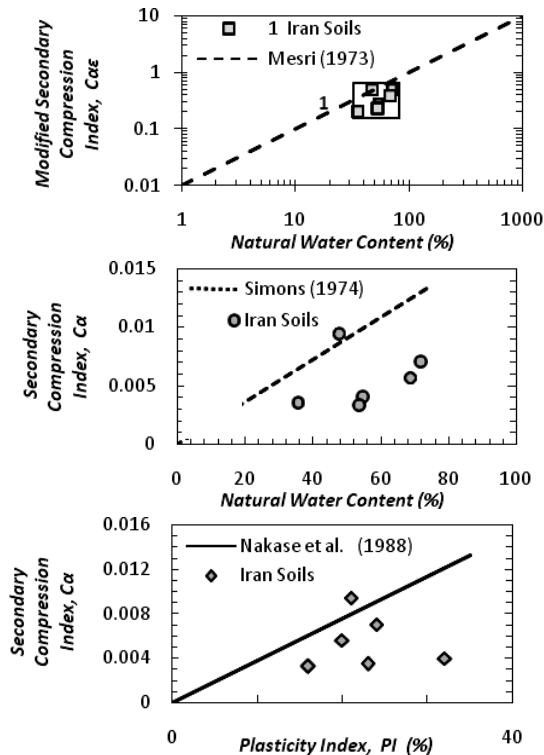 10
1 Iran Soils
Mesri (1973)
1
1
0.1
0.01
1
10
100
1000
Modified Secondary
Compression
Index, Cαε
Natural Water Content (%)
0.015
Simons (1974)
0.01
Iran Soils
0.005
0
0
20
40
60
80
100
Secondary
Compression
Index, Cα
Natural Water Content (%)
0.016
Nakase et al. (1988)
0.012
Iran Soils
0.008
0.004
0
0
20
40
Secondary
Compression
Index, Cα
Plasticity Index, PI (%)